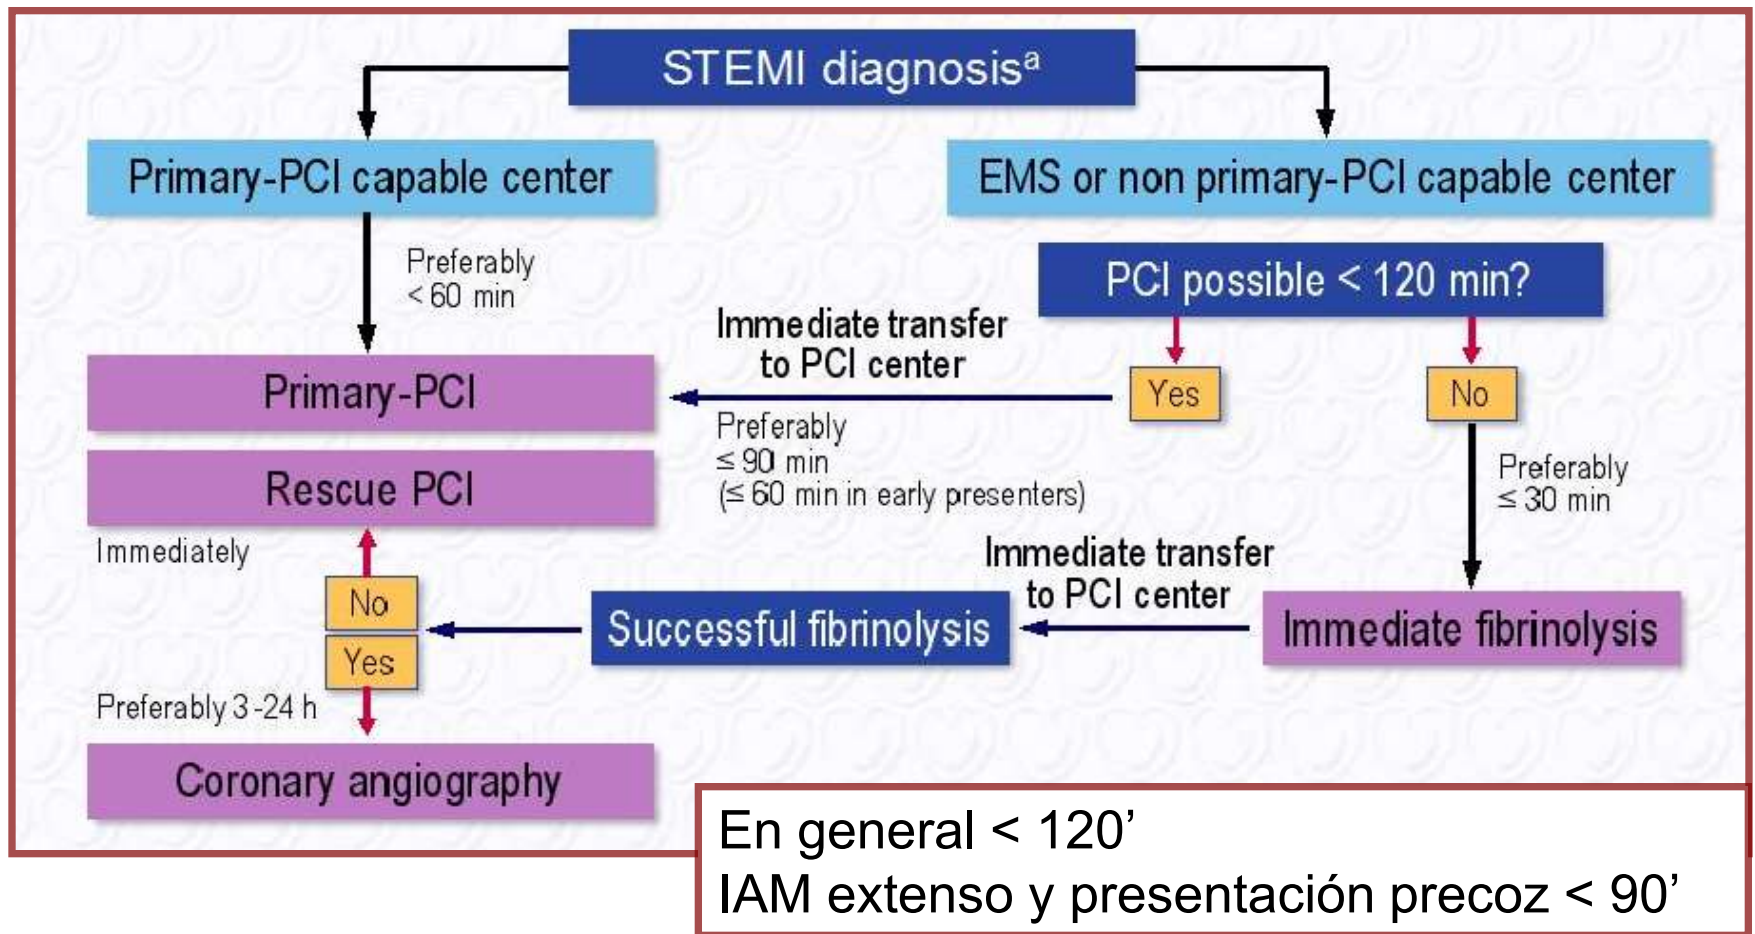 STEMI diagnosisᵃ
Primary-PCI capable center
EMS or non primary-PCI capable center
Preferably
< 60 min
PCI possible < 120 min?
Immediate transfer
to PCI center
Primary-PCI
Yes
No
Preferably
≤ 90 min
(≤ 60 min in early presenters)
Preferably
≤ 30 min
Rescue PCI
Immediately
Immediate transfer
to PCI center
No
Yes
Successful fibrinolysis
Immediate fibrinolysis
Preferably 3-24 h
Coronary angiography
En general < 120’
IAM extenso y presentación precoz < 90’